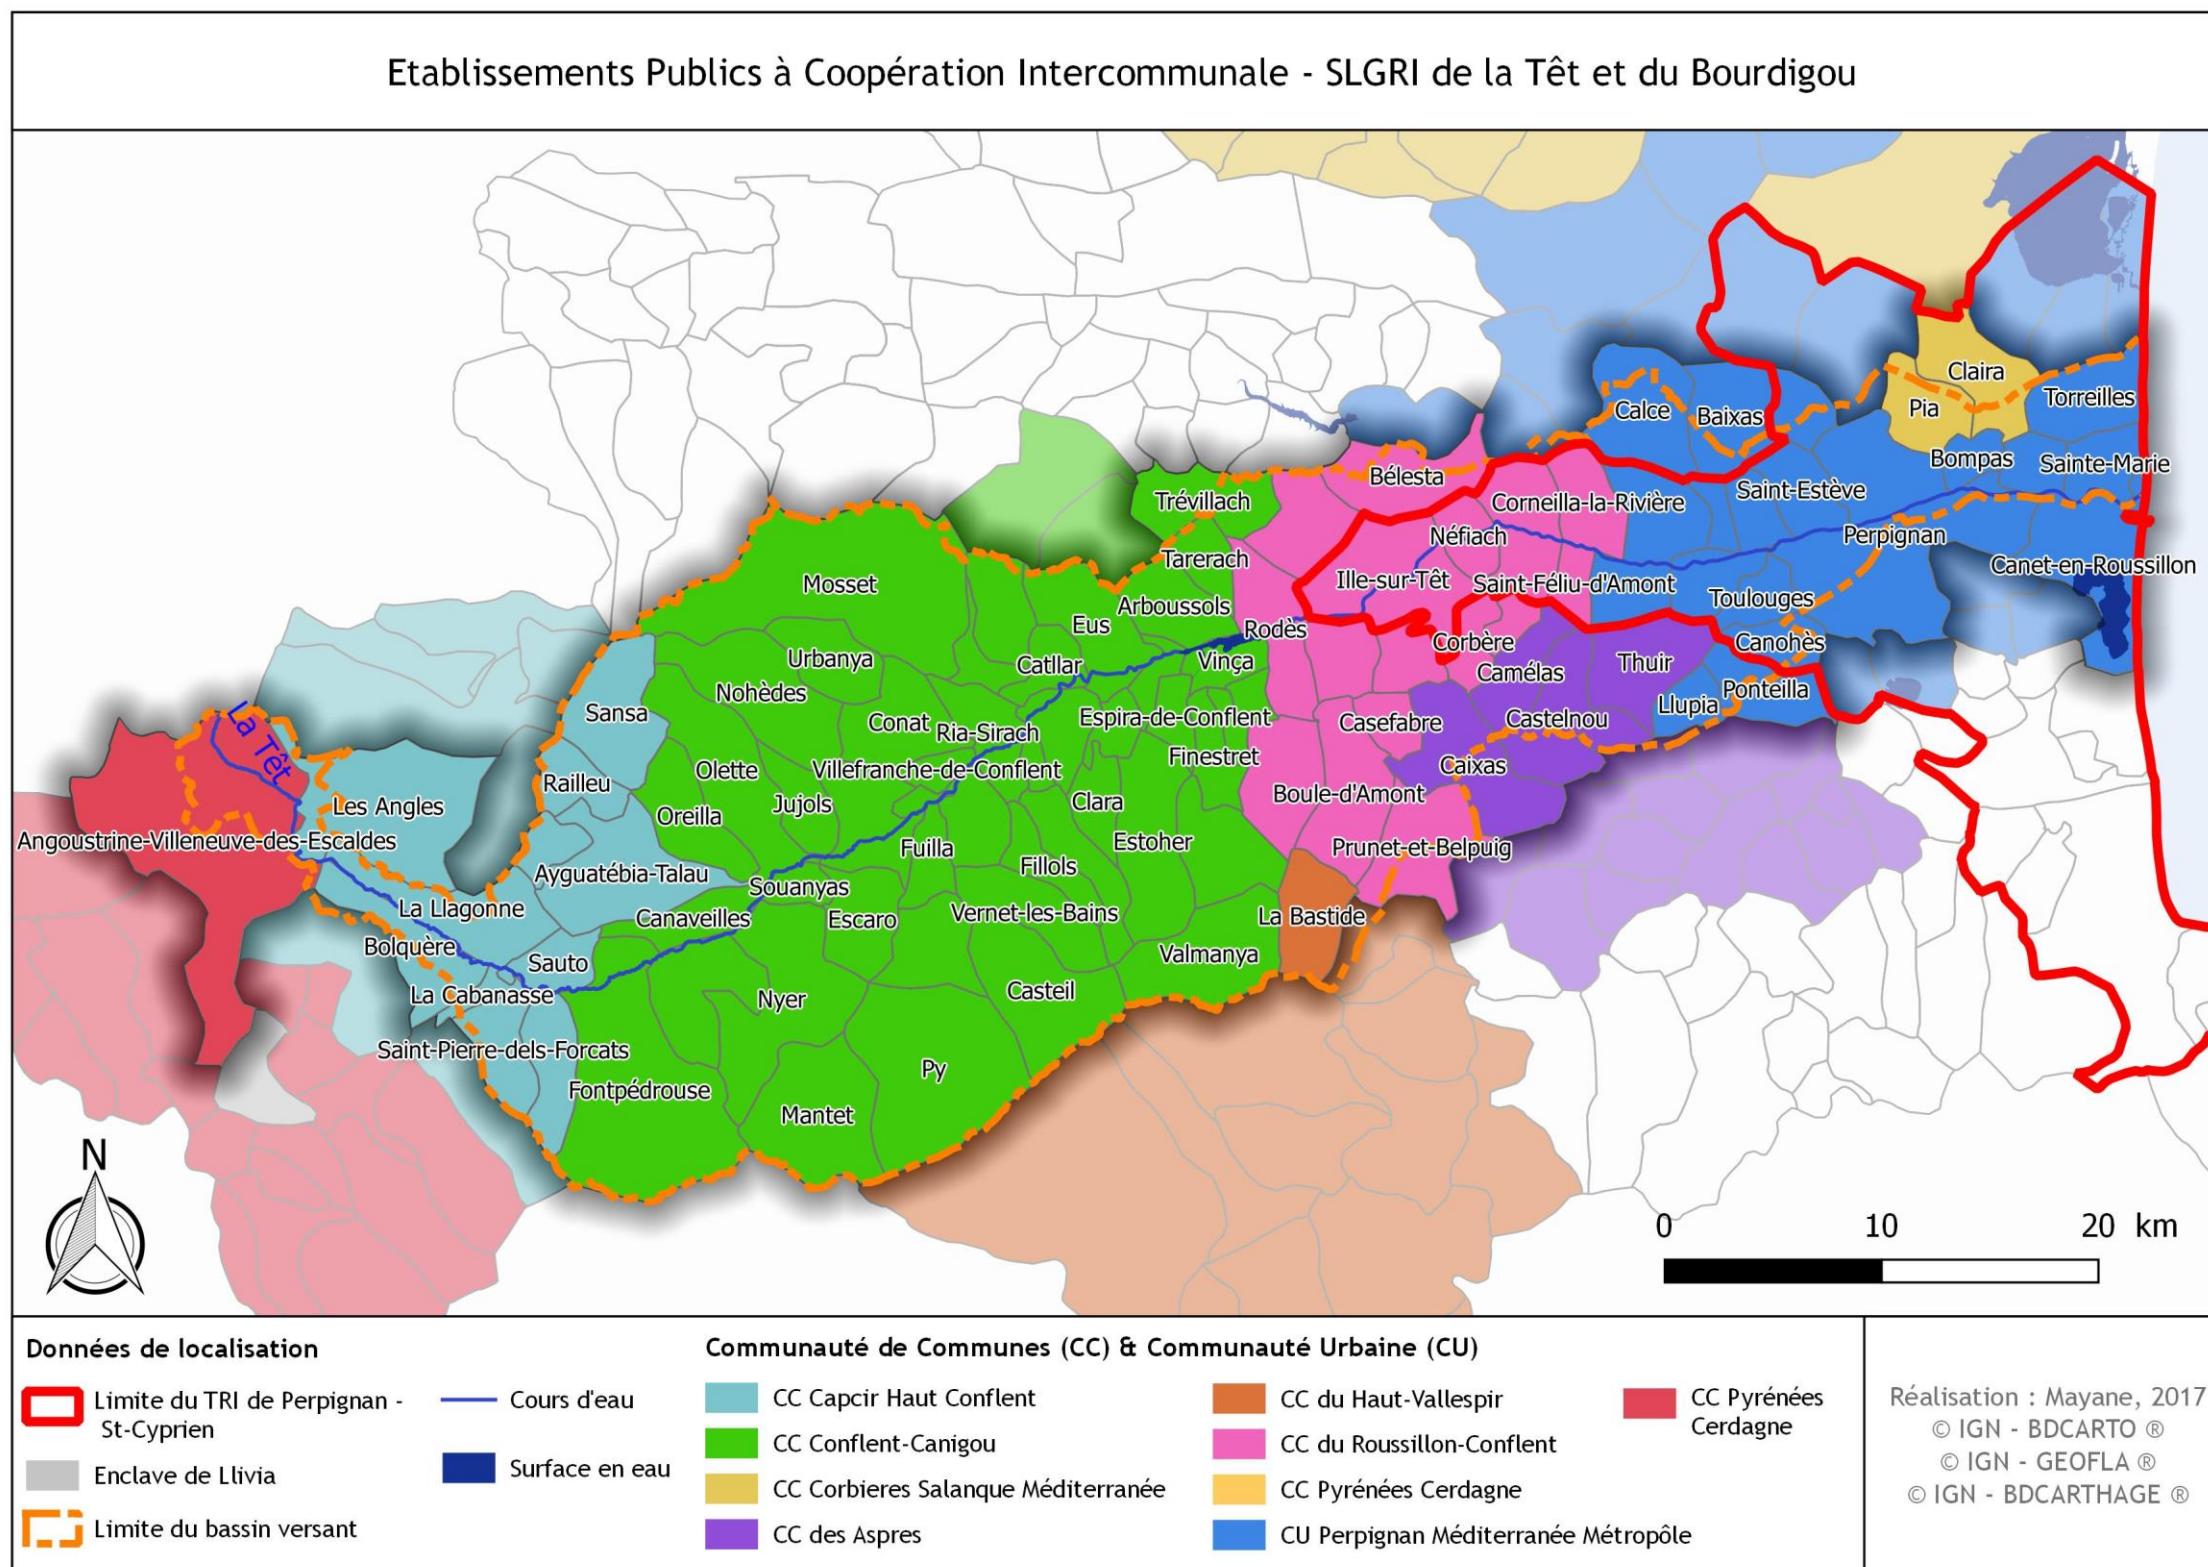 Etablissements Publics à Coopération Intercommunale - SLGRI de la Têt et du Bourdigou
Claira
Pia
Torreilles
Calce
Baixas
Bompas
Sainte-Marie
Bélesta
Saint-Estève
Trévillach
Corneilla-la-Rivière
Néfiach
Perpignan
Tarerach
Canet-en-Roussillon
Mosset
Ille-sur-Têt
Saint-Féliu-d'Amont
Toulouges
Arboussols
Eus
Rodès
Corbère
Canohès
Urbanya
Catllar
Vinça
Camélas
Thuir
Nohèdes
Ponteilla
Llupia
Sansa
Conat
Ria-Sirach
Espira-de-Conflent
Casefabre
Castelnou
La Têt
Finestret
Caixas
Railleu
Olette
Villefranche-de-Conflent
Les Angles
Jujols
Clara
Boule-d'Amont
Oreilla
Angoustrine-Villeneuve-des-Escaldes
Fuilla
Estoher
Prunet-et-Belpuig
Fillols
Ayguatébia-Talau
Souanyas
La Llagonne
Canaveilles
Escaro
Vernet-les-Bains
La Bastide
Bolquère
Sauto
Valmanya
La Cabanasse
Nyer
Casteil
Saint-Pierre-dels-Forcats
Fontpédrouse
Py
Mantet
N
0 10 20 km
Données de localisation
Limite du TRI de Perpignan -
St-Cyprien
Enclave de Llivia
Limite du bassin versant
Cours d'eau
Surface en eau
Communauté de Communes (CC) & Communauté Urbaine (CU)
CC Capcir Haut Conflent
CC Conflent-Canigou
CC Corbieres Salanque Méditerranée
CC des Aspres
CC du Haut-Vallespir
CC du Roussillon-Conflent
CC Pyrénées Cerdagne
CU Perpignan Méditerranée Métropôle
CC Pyrénées
Cerdagne
Réalisation : Mayane, 2017
© IGN - BDCARTO ®
© IGN - GEOFLA ®
© IGN - BDCARTHAGE ®